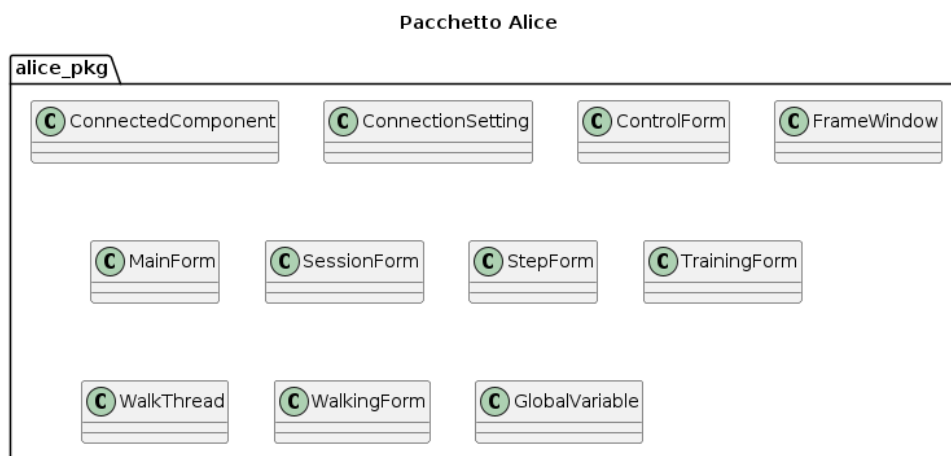 Pacchetto Alice
alice_pkg
C ConnectedComponent C ConnectionSetting C ControlForm C FrameWindow
C MainForm C SessionForm C StepForm C TrainingForm
C WalkThread C WalkingForm C GlobalVariable